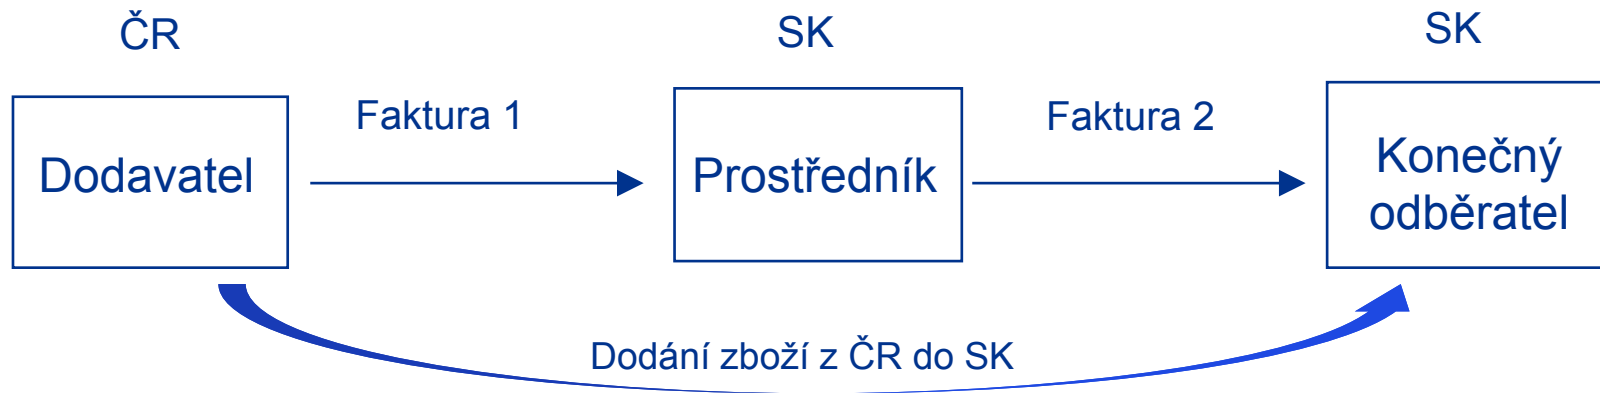 ČR
SK
SK
Dodavatel
Faktura 1
Prostředník
Faktura 2
Konečný
odběratel
Dodání zboží z ČR do SK